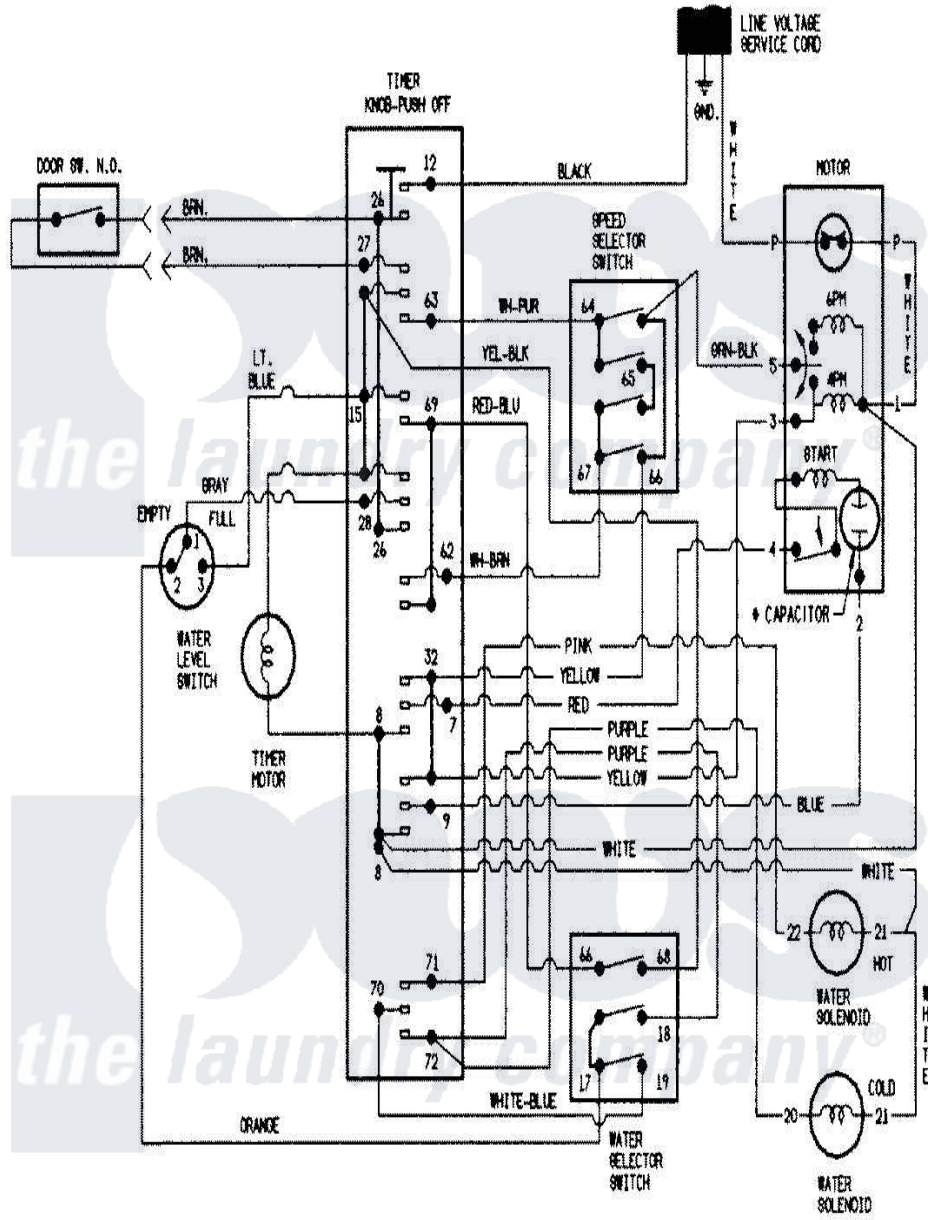 LINE VOLTAGE
SERVICE CORD
GND.
TIMER
KNOB-PUSH OFF
DOOR SW. N.O.
BRN.
BRN.
26
27
12
BLACK
WHITE
MOTOR
P
P
WHITE
SPEED
SELECTOR
SWITCH
63
WH-PUR
64
6PM
YEL-BLK
65
BRN-BLK
5
4PM
1
LT.
BLUE
15
69
RED-BLU
3
67
66
START
GRAY
EMPTY
FULL
1
2
3
28
26
62
WH-BRN
4
2
* CAPACITOR
WATER
LEVEL
SWITCH
TIMER
MOTOR
PINK
32
YELLOW
RED
7
8
PURPLE
PURPLE
YELLOW
9
BLUE
8
WHITE
WHITE
22
21
HOT
WATER
SOLENOID
WHITE
71
70
72
66
68
18
17
19
WHITE-BLUE
ORANGE
WATER
SELECTOR
SWITCH
COLD
20
21
WATER
SOLENOID
the laundry company®
the laundry company®